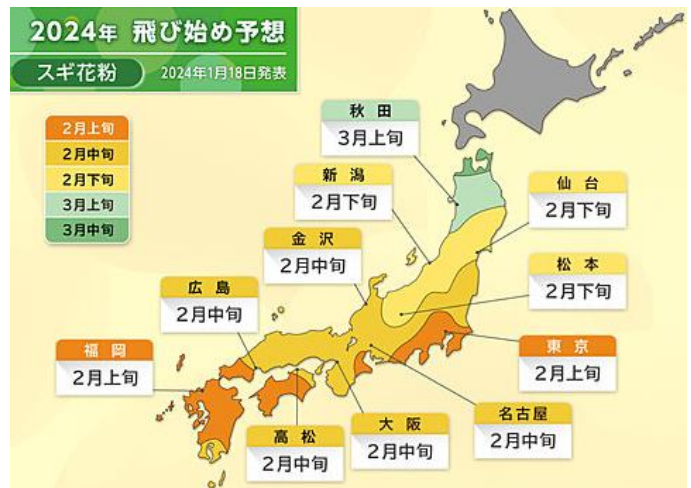 2024年 飛び始め予想
スギ花粉 2024年1月18日発表
2月上旬
2月中旬
2月下旬
3月上旬
3月中旬
秋田
3月上旬
新潟
2月下旬
仙台
2月下旬
金沢
2月中旬
松本
2月下旬
広島
2月中旬
福岡
2月上旬
東京
2月上旬
名古屋
2月中旬
大阪
2月中旬
高松
2月中旬